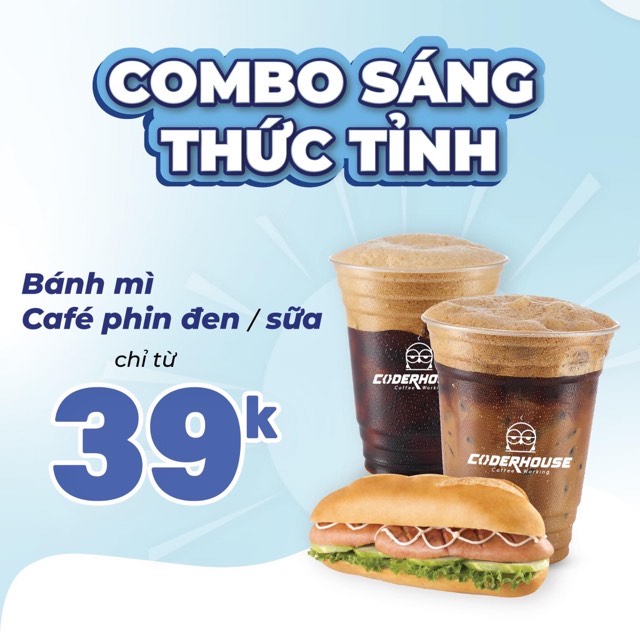 COMBO SÁNG
THỨC TỈNH
Bánh mì
Café phin đen / sữa
chỉ từ
39k
CODERHOUSE
Coffee Working
CODERHOUSE
Coffee Working